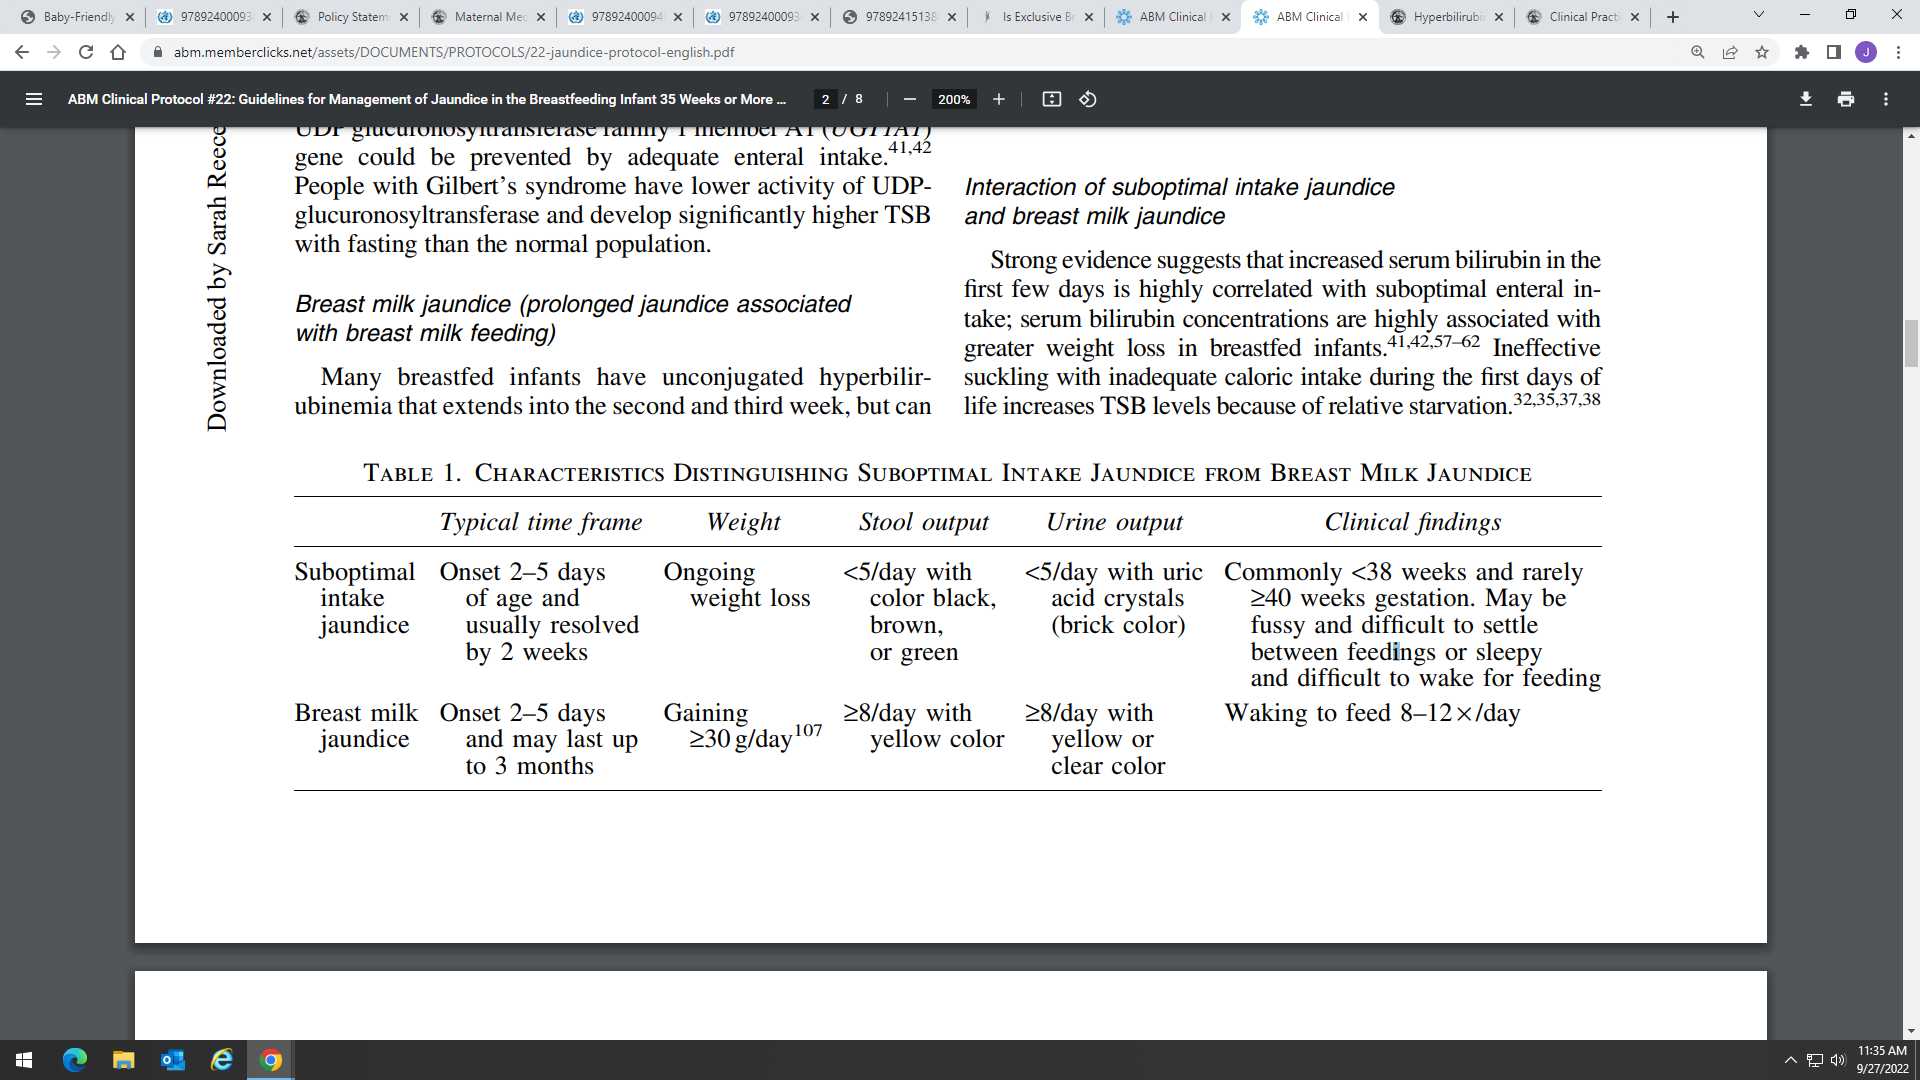 Baby-Friendly
97892400093
Policy Statem
Maternal Med
97892400094
97892400093
97892415138
Is Exclusive B
ABM Clinical
ABM Clinical
Hyperbilirubi
Clinical Practi
abm.memberclicks.net/assets/DOCUMENTS/PROTOCOLS/22-jaundice-protocol-english.pdf
J
ABM Clinical Protocol #22: Guidelines for Management of Jaundice in the Breastfeeding Infant 35 Weeks or More ...
2 / 8
200%
Downloaded by Sarah Reece
UDP glucuronosyltransferase family 1 member A1 (UGT1A1)
gene could be prevented by adequate enteral intake.41,42
People with Gilbert's syndrome have lower activity of UDP-
glucuronosyltransferase and develop significantly higher TSB
with fasting than the normal population.
Breast milk jaundice (prolonged jaundice associated
with breast milk feeding)
Many breastfed infants have unconjugated hyperbilir-
ubinemia that extends into the second and third week, but can
Interaction of suboptimal intake jaundice
and breast milk jaundice
Strong evidence suggests that increased serum bilirubin in the
first few days is highly correlated with suboptimal enteral in-
take; serum bilirubin concentrations are highly associated with
greater weight loss in breastfed infants.41,42,57–62 Ineffective
suckling with inadequate caloric intake during the first days of
life increases TSB levels because of relative starvation.32,35,37,38
Table 1. Characteristics Distinguishing Suboptimal Intake Jaundice from Breast Milk Jaundice
Typical time frame Weight Stool output Urine output Clinical findings
Suboptimal Onset 2–5 days Ongoing <5/day with <5/day with uric Commonly <38 weeks and rarely
intake of age and weight loss color black, acid crystals ≥40 weeks gestation. May be
jaundice usually resolved brown, (brick color) fussy and difficult to settle
by 2 weeks or green between feedings or sleepy
and difficult to wake for feeding
Breast milk Onset 2–5 days Gaining ≥8/day with ≥8/day with Waking to feed 8–12×/day
jaundice and may last up ≥30 g/day107 yellow color yellow or
to 3 months clear color
11:35 AM
9/27/2022